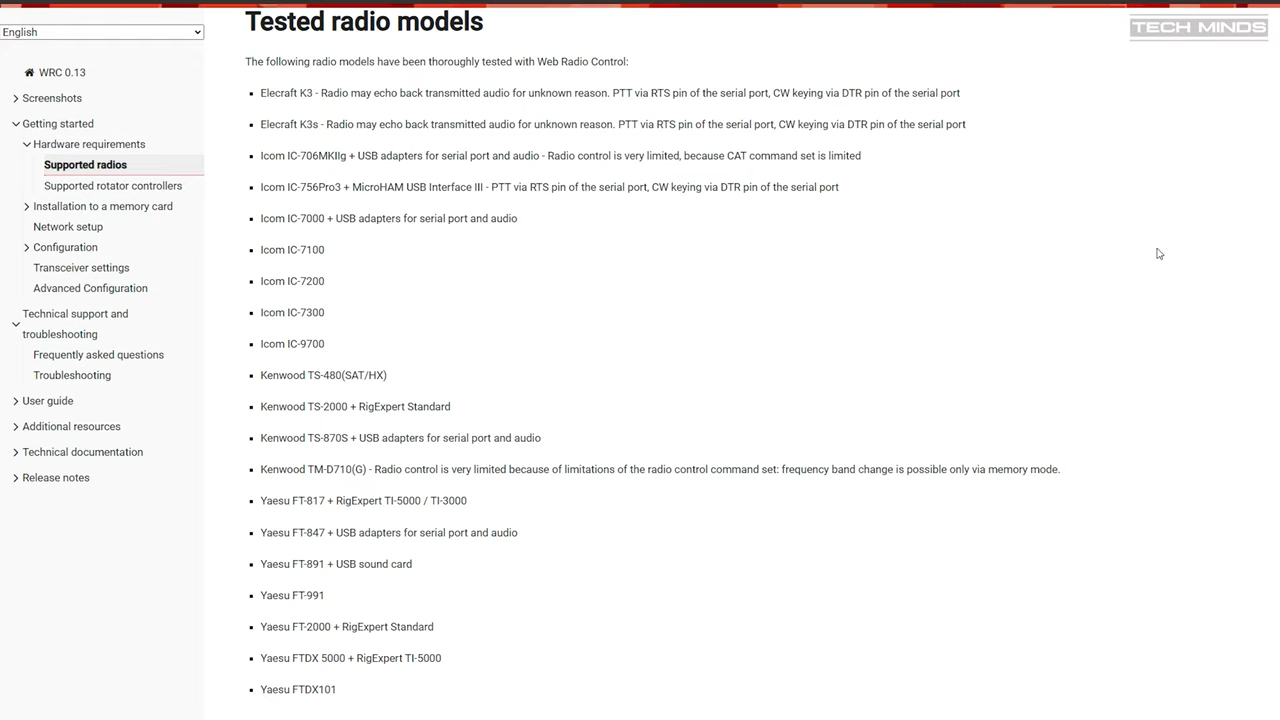 Tested radio models
TECH MINDS
English
The following radio models have been thoroughly tested with Web Radio Control:
WRC 0.13
Screenshots
Getting started
Hardware requirements
Supported radios
Supported rotator controllers
Installation to a memory card
Network setup
Configuration
Transceiver settings
Advanced Configuration
Technical support and
troubleshooting
Frequently asked questions
Troubleshooting
User guide
Additional resources
Technical documentation
Release notes
Elecraft K3 - Radio may echo back transmitted audio for unknown reason. PTT via RTS pin of the serial port, CW keying via DTR pin of the serial port
Elecraft K3s - Radio may echo back transmitted audio for unknown reason. PTT via RTS pin of the serial port, CW keying via DTR pin of the serial port
Icom IC-706MKIIg + USB adapters for serial port and audio - Radio control is very limited, because CAT command set is limited
Icom IC-756Pro3 + MicroHAM USB Interface III - PTT via RTS pin of the serial port, CW keying via DTR pin of the serial port
Icom IC-7000 + USB adapters for serial port and audio
Icom IC-7100
Icom IC-7200
Icom IC-7300
Icom IC-9700
Kenwood TS-480(SAT/HX)
Kenwood TS-2000 + RigExpert Standard
Kenwood TS-870S + USB adapters for serial port and audio
Kenwood TM-D710(G) - Radio control is very limited because of limitations of the radio control command set: frequency band change is possible only via memory mode.
Yaesu FT-817 + RigExpert TI-5000 / TI-3000
Yaesu FT-847 + USB adapters for serial port and audio
Yaesu FT-891 + USB sound card
Yaesu FT-991
Yaesu FT-2000 + RigExpert Standard
Yaesu FTDX 5000 + RigExpert TI-5000
Yaesu FTDX101